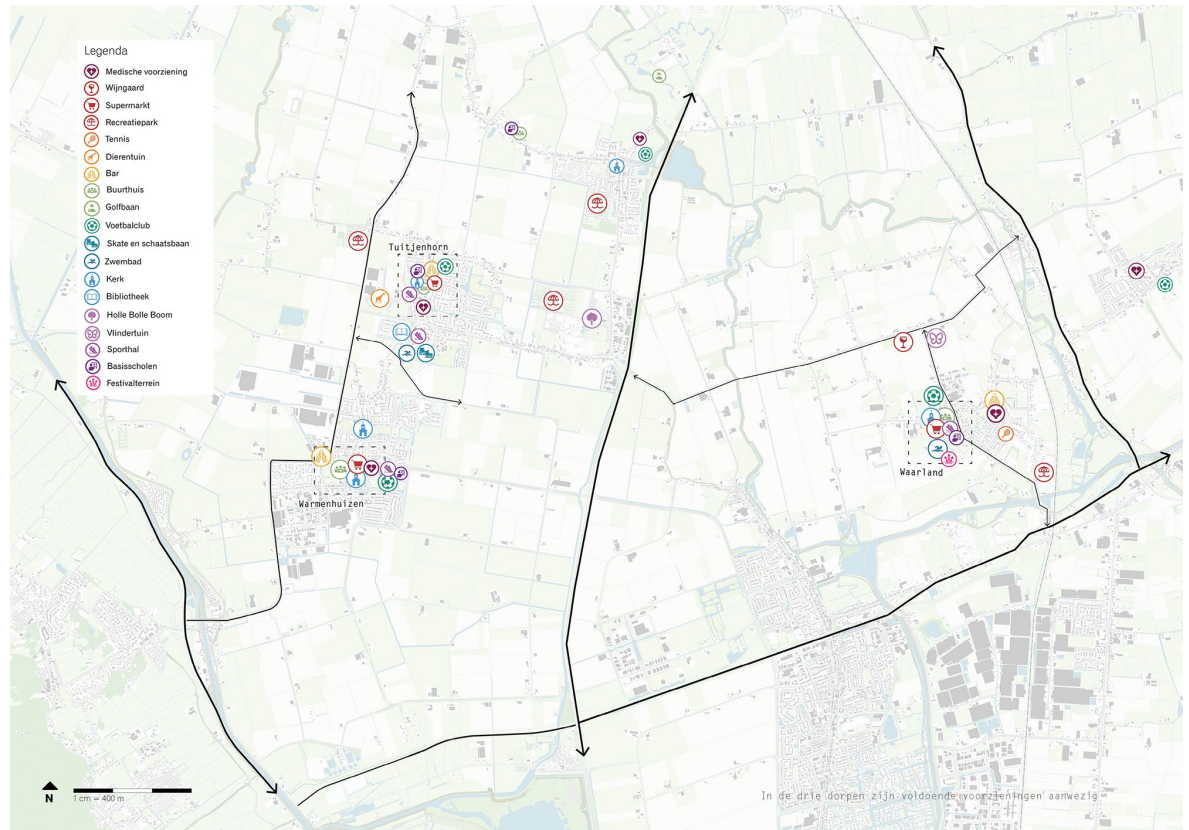 Legenda
Medische voorziening
Wijngaard
Supermarkt
Recreatiepark
Tennis
Dierentuin
Bar
Buurthuis
Golfbaan
Voetbalclub
Skate en schaatsbaan
Zwembad
Kerk
Bibliotheek
Holle Bolle Boom
Vlindertuin
Sporthal
Basisscholen
Festivalterrein
Tuitjenhorn
Warmenhuizen
Waarland
N
1 cm = 400 m
In de drie dorpen zijn voldoende voorzieningen aanwezig